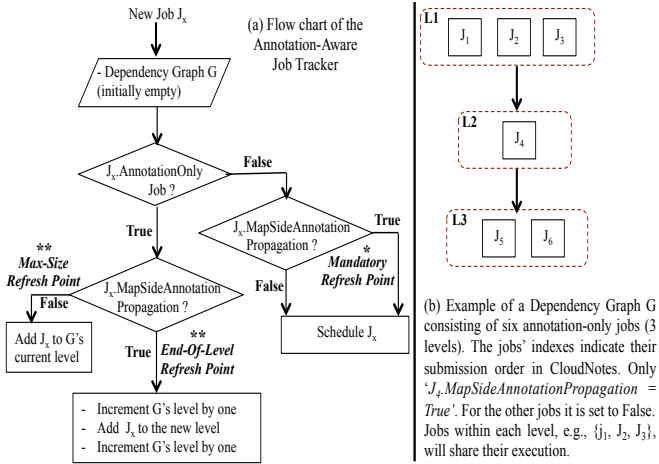 New Job Jx
(a) Flow chart of the
Annotation-Aware
Job Tracker
- Dependency Graph G
(initially empty)
Jx.AnnotationOnly
Job ?
False
True
Jx.MapSideAnnotation
Propagation ?
True
*
Mandatory
Refresh Point
False
Schedule Jx
**
Max-Size
Refresh Point
Jx.MapSideAnnotation
Propagation ?
False
Add Jx to G's
current level
True
**
End-Of-Level
Refresh Point
- Increment G's level by one
- Add Jx to the new level
- Increment G's level by one
L1
J1
J2
J3
L2
J4
L3
J5
J6
(b) Example of a Dependency Graph G
consisting of six annotation-only jobs (3
levels). The jobs' indexes indicate their
submission order in CloudNotes. Only
'J4.MapSideAnnotationPropagation =
True'. For the other jobs it is set to False.
Jobs within each level, e.g., {j1, J2, J3},
will share their execution.